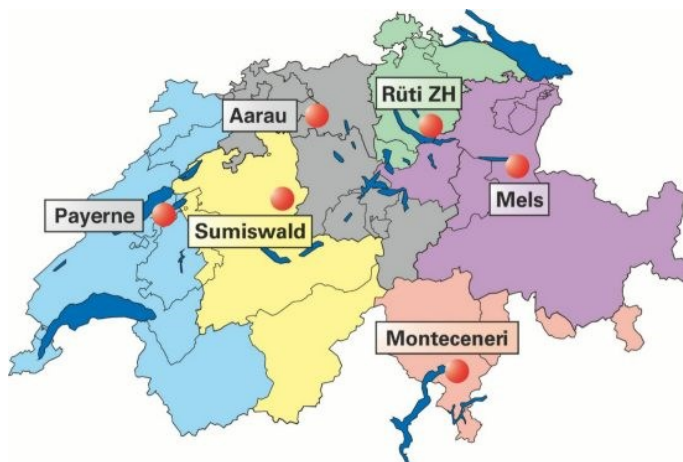 Aarau
Rüti ZH
Payerne
Sumiswald
Mels
Monteceneri